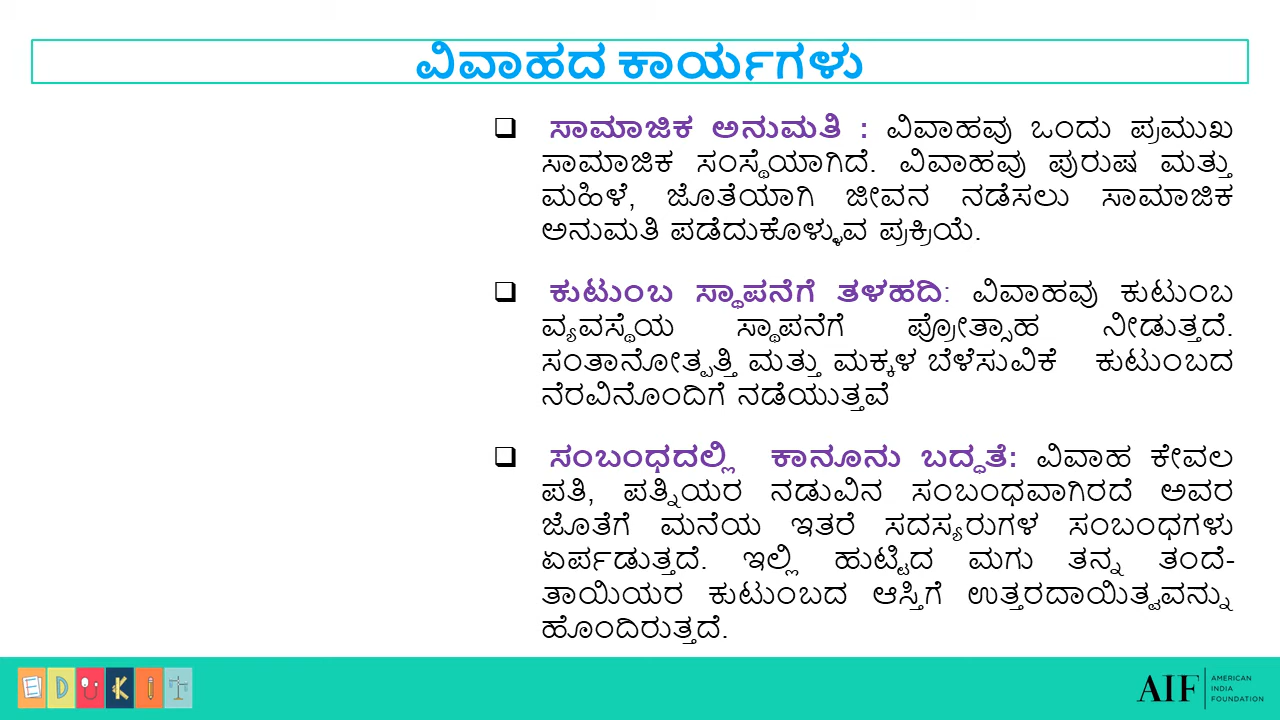 ವಿವಾಹದ ಕಾರ್ಯಗಳು
ಸಾಮಾಜಿಕ ಅನುಮತಿ : ವಿವಾಹವು ಒಂದು ಪ್ರಮುಖ
ಸಾಮಾಜಿಕ ಸಂಸ್ಥೆಯಾಗಿದೆ. ವಿವಾಹವು ಪುರುಷ ಮತ್ತು
ಮಹಿಳೆ, ಜೊತೆಯಾಗಿ ಜೀವನ ನಡೆಸಲು ಸಾಮಾಜಿಕ
ಅನುಮತಿ ಪಡೆದುಕೊಳ್ಳುವ ಪ್ರಕ್ರಿಯೆ.
ಕುಟುಂಬ ಸ್ಥಾಪನೆಗೆ ತಳಹದಿ: ವಿವಾಹವು ಕುಟುಂಬ
ವ್ಯವಸ್ಥೆಯ ಸ್ಥಾಪನೆಗೆ ಪ್ರೋತ್ಸಾಹ ನೀಡುತ್ತದೆ.
ಸಂತಾನೋತ್ಪತ್ತಿ ಮತ್ತು ಮಕ್ಕಳ ಬೆಳೆಸುವಿಕೆ ಕುಟುಂಬದ
ನೆರವಿನೊಂದಿಗೆ ನಡೆಯುತ್ತವೆ
ಸಂಬಂಧದಲ್ಲಿ ಕಾನೂನು ಬದ್ಧತೆ: ವಿವಾಹ ಕೇವಲ
ಪತಿ, ಪತ್ನಿಯರ ನಡುವಿನ ಸಂಬಂಧವಾಗಿರದೆ ಅವರ
ಜೊತೆಗೆ ಮನೆಯ ಇತರೆ ಸದಸ್ಯರುಗಳ ಸಂಬಂಧಗಳು
ಏರ್ಪಡುತ್ತದೆ. ಇಲ್ಲಿ ಹುಟ್ಟಿದ ಮಗು ತನ್ನ ತಂದೆ-
ತಾಯಿಯರ ಕುಟುಂಬದ ಆಸ್ತಿಗೆ ಉತ್ತರದಾಯಿತ್ವವನ್ನು
ಹೊಂದಿರುತ್ತದೆ.
EDUKIT
AIF AMERICAN
INDIA
FOUNDATION